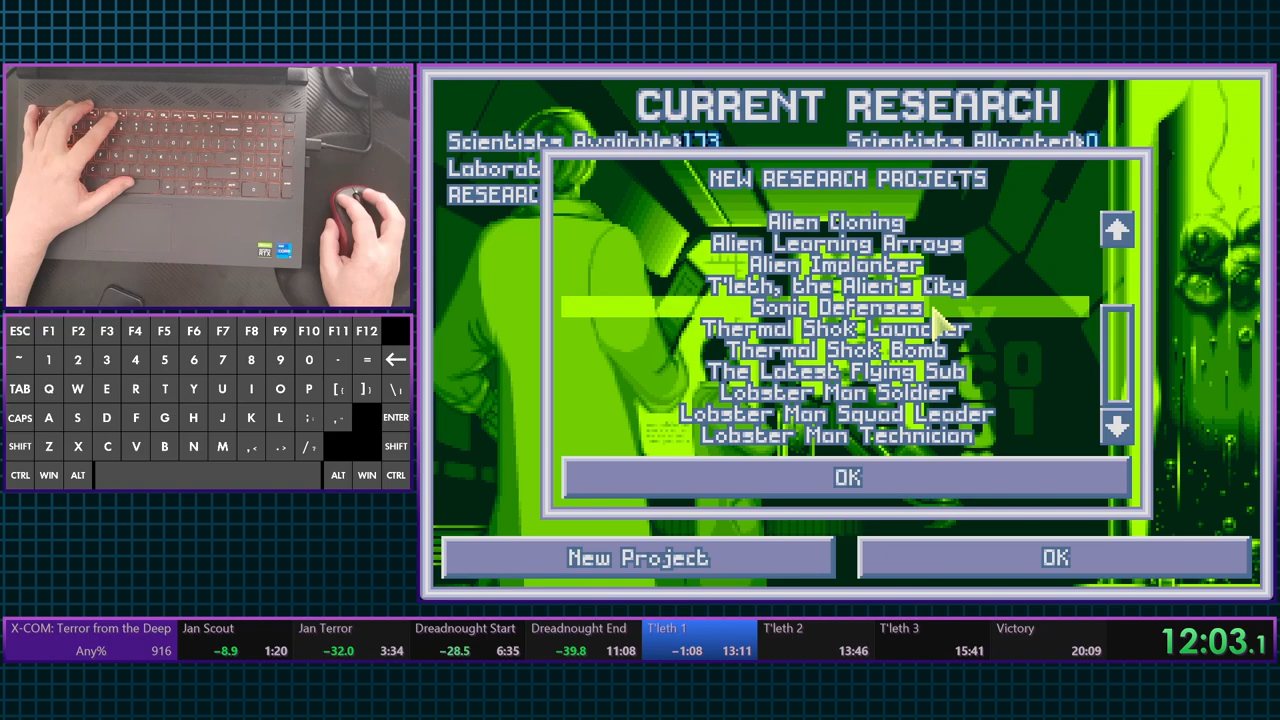 CURRENT RESEARCH
Scientists Available>173 Scientists Allocated>0
Laborat
RESEARC
NEW RESEARCH PROJECTS
Alien Cloning
Alien Learning Arrays
Alien Implanter
T'leth, the Alien's City
Sonic Defenses
Thermal Shok Launcher
Thermal Shok Bomb
The Latest Flying Sub
Lobster Man Soldier
Lobster Man Squad Leader
Lobster Man Technician
OK
New Project OK
ESC F1 F2 F3 F4 F5 F6 F7 F8 F9 F10 F11 F12
~ 1 2 3 4 5 6 7 8 9 0 - = ←
TAB Q W E R T Y U I O P [{ ]} \|
CAPS A S D F G H J K L ;: ENTER
SHIFT Z X C V B N M ,< .> /? SHIFT
CTRL WIN ALT ALT WIN CTRL
X-COM: Terror from the Deep Jan Scout Jan Terror Dreadnought Start Dreadnought End T'leth 1 T'leth 2 T'leth 3 Victory
Any% 916 −8.9 1:20 −32.0 3:34 −28.5 6:35 −39.8 11:08 −1:08 13:11 13:46 15:41 20:09
12:03.1